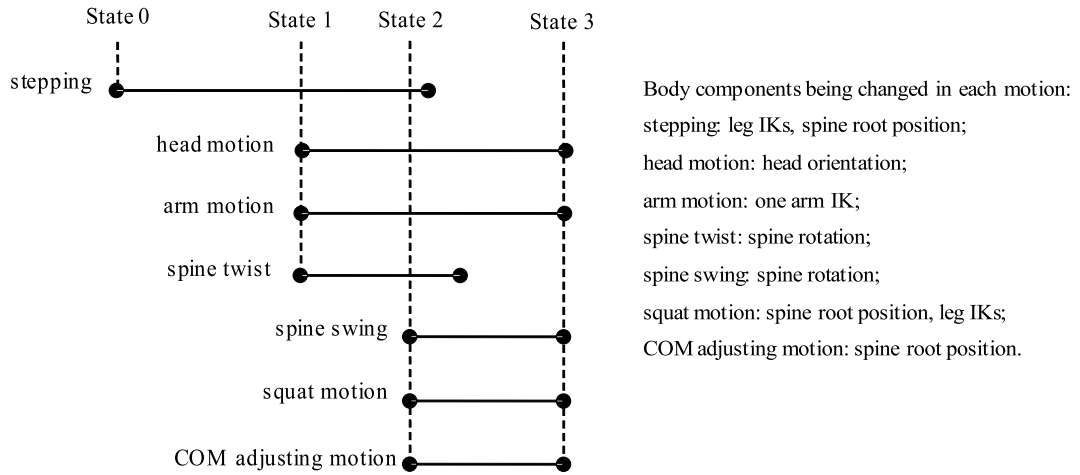 State 0
State 1
State 2
State 3
stepping
head motion
arm motion
spine twist
spine swing
squat motion
COM adjusting motion
Body components being changed in each motion:
stepping: leg IKs, spine root position;
head motion: head orientation;
arm motion: one arm IK;
spine twist: spine rotation;
spine swing: spine rotation;
squat motion: spine root position, leg IKs;
COM adjusting motion: spine root position.